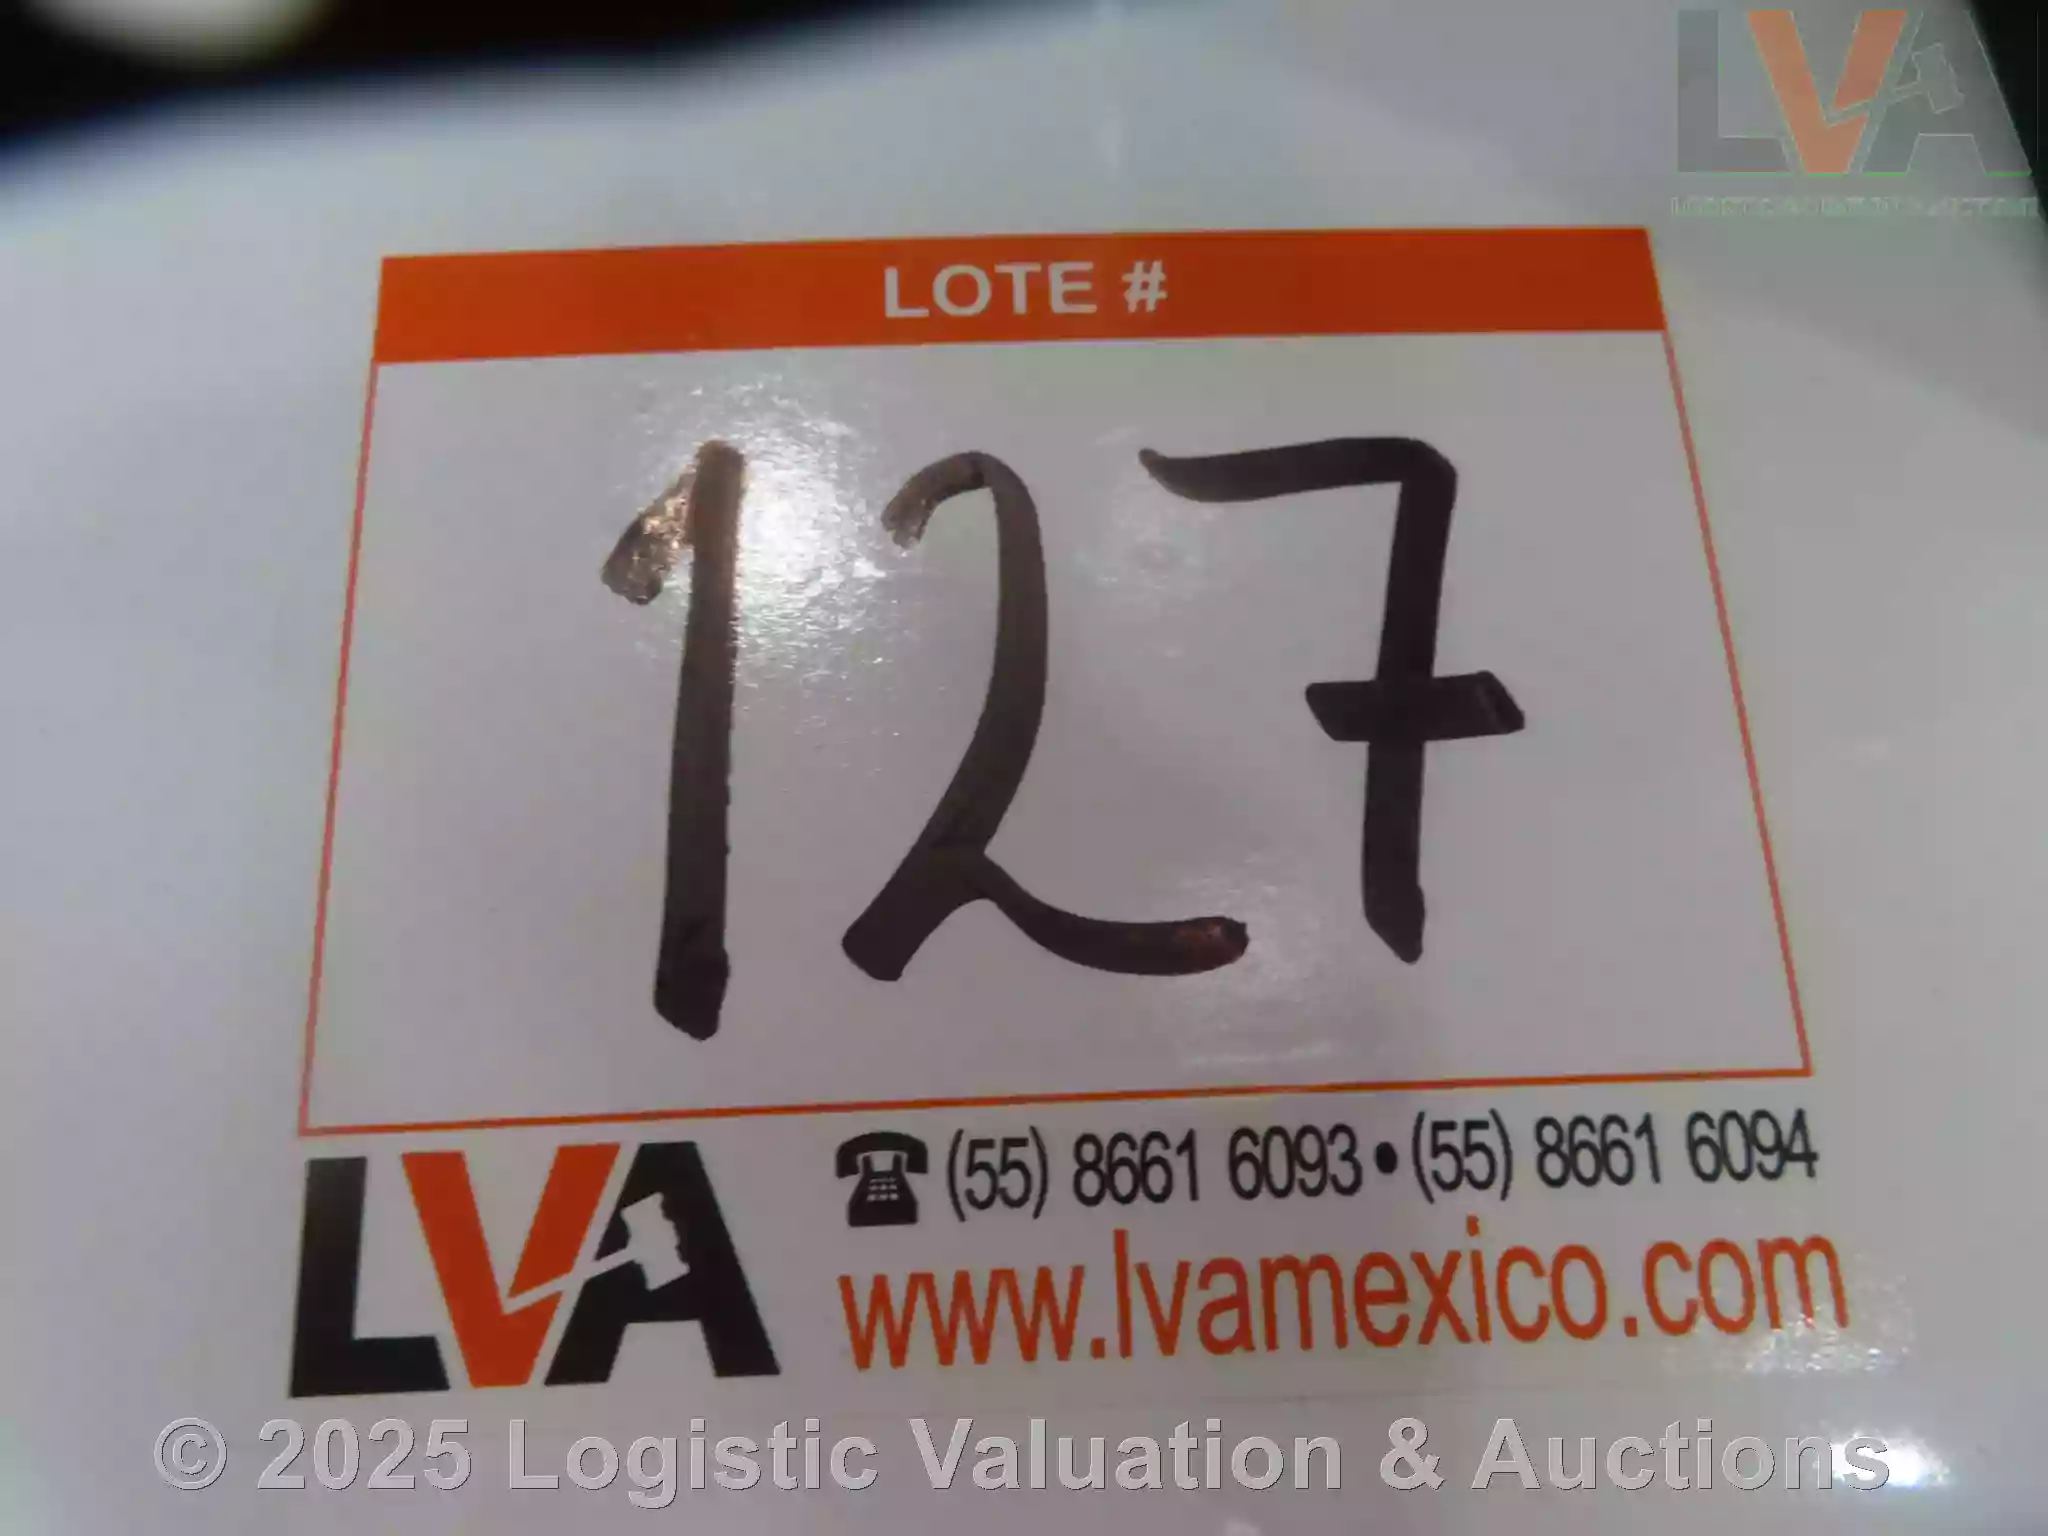 LVA
LOTE #
127
LVA
(55) 8661 6093 • (55) 8661 6094
www.lvamexico.com
© 2025 Logistic Valuation & Auctions